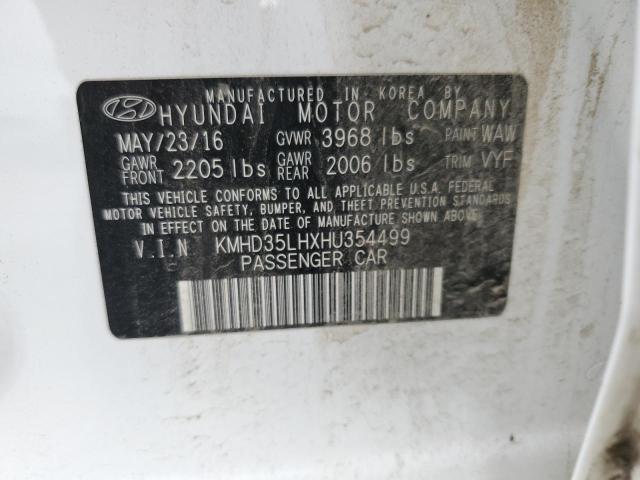 MANUFACTURED IN KOREA BY
HYUNDAI MOTOR COMPANY
MAY/23/16 GVWR 3968 lbs PAINT WAW
GAWR FRONT 2205 lbs GAWR REAR 2006 lbs TRIM VYF
THIS VEHICLE CONFORMS TO ALL APPLICABLE U.S.A. FEDERAL
MOTOR VEHICLE SAFETY, BUMPER, AND THEFT PREVENTION STANDARDS
IN EFFECT ON THE DATE OF MANUFACTURE SHOWN ABOVE.
V.I.N KMHD35LHXHU354499
PASSENGER CAR